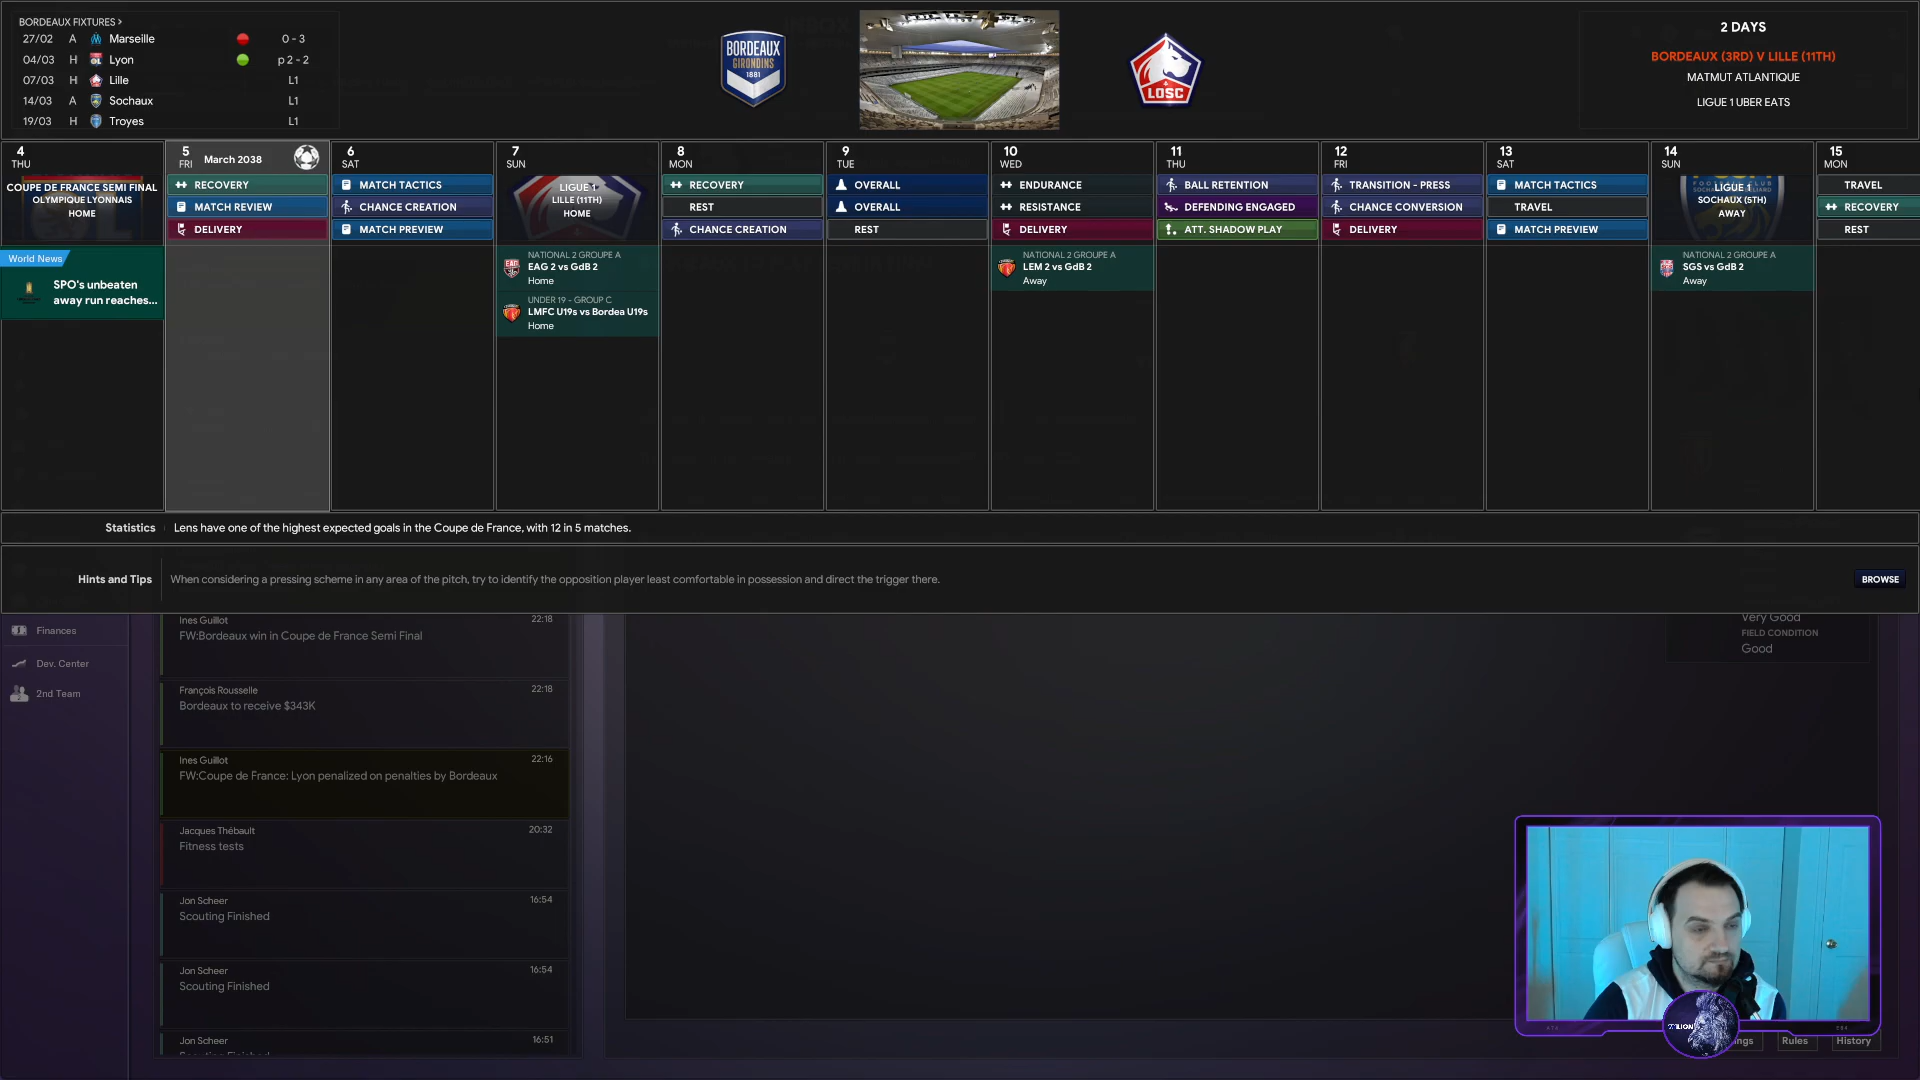 BORDEAUX FIXTURES >
27/02 A Marseille 0 - 3
04/03 H Lyon p 2 - 2
07/03 H Lille L1
14/03 A Sochaux L1
19/03 H Troyes L1
BORDEAUX
GIRONDINS
1881
LOSC
2 DAYS
BORDEAUX (3RD) V LILLE (11TH)
MATMUT ATLANTIQUE
LIGUE 1 UBER EATS
4
THU
COUPE DE FRANCE SEMI FINAL
OLYMPIQUE LYONNAIS
HOME
World News
SPO's unbeaten
away run reaches...
5
FRI March 2038
RECOVERY
MATCH REVIEW
DELIVERY
6
SAT
MATCH TACTICS
CHANCE CREATION
MATCH PREVIEW
7
SUN
LIGUE 1
LILLE (11TH)
HOME
NATIONAL 2 GROUPE A
EAG 2 vs GdB 2
Home
UNDER 19 - GROUP C
LMFC U19s vs Bordea U19s
Home
8
MON
RECOVERY
REST
CHANCE CREATION
9
TUE
OVERALL
OVERALL
REST
10
WED
ENDURANCE
RESISTANCE
DELIVERY
NATIONAL 2 GROUPE A
LEM 2 vs GdB 2
Away
11
THU
BALL RETENTION
DEFENDING ENGAGED
ATT. SHADOW PLAY
12
FRI
TRANSITION - PRESS
CHANCE CONVERSION
DELIVERY
13
SAT
MATCH TACTICS
TRAVEL
MATCH PREVIEW
14
SUN
LIGUE 1
SOCHAUX (5TH)
AWAY
NATIONAL 2 GROUPE A
SGS vs GdB 2
Away
15
MON
TRAVEL
RECOVERY
REST
Statistics Lens have one of the highest expected goals in the Coupe de France, with 12 in 5 matches.
Hints and Tips When considering a pressing scheme in any area of the pitch, try to identify the opposition player least comfortable in possession and direct the trigger there.
BROWSE
Finances
Dev. Center
2nd Team
Ines Guillot 22:18
FW:Bordeaux win in Coupe de France Semi Final
François Rousselle 22:18
Bordeaux to receive $343K
Ines Guillot 22:16
FW:Coupe de France: Lyon penalized on penalties by Bordeaux
Jacques Thébault 20:32
Fitness tests
Jon Scheer 16:54
Scouting Finished
Jon Scheer 16:54
Scouting Finished
Jon Scheer 16:51
Very Good
FIELD CONDITION
Good
Rules
History